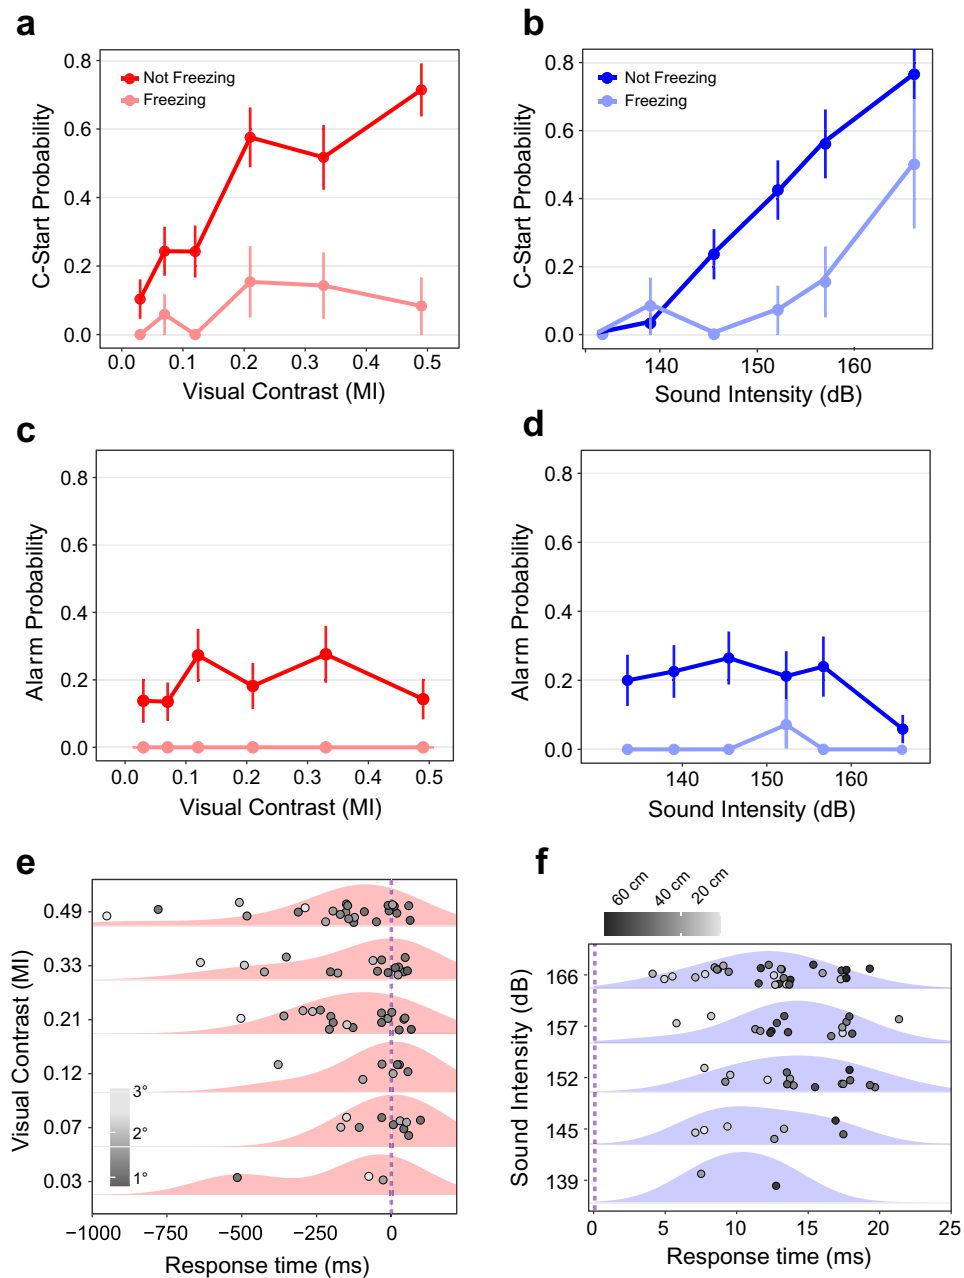 a
0.8
0.6
0.4
0.2
0.0
C-Start Probability
Not Freezing
Freezing
0.0 0.1 0.2 0.3 0.4 0.5
Visual Contrast (MI)
b
0.8
0.6
0.4
0.2
0.0
C-Start Probability
Not Freezing
Freezing
140 150 160
Sound Intensity (dB)
c
0.8
0.6
0.4
0.2
0.0
Alarm Probability
0.0 0.1 0.2 0.3 0.4 0.5
Visual Contrast (MI)
d
0.8
0.6
0.4
0.2
0.0
Alarm Probability
140 150 160
Sound Intensity (dB)
e
0.49
0.33
0.21
0.12
0.07
0.03
Visual Contrast (MI)
3°
2°
1°
−1000 −750 −500 −250 0
Response time (ms)
f
60 cm 40 cm 20 cm
166
157
152
145
139
Sound Intensity (dB)
0 5 10 15 20 25
Response time (ms)